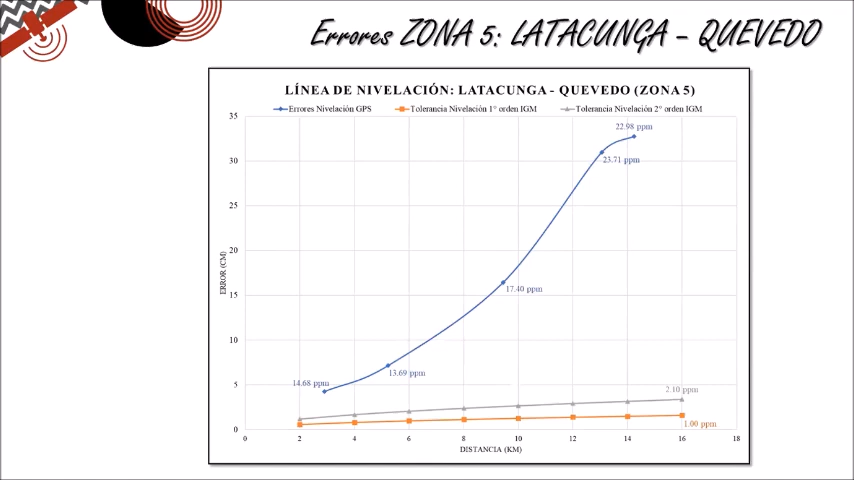 Errores ZONA 5: LATACUNGA – QUEVEDO
LÍNEA DE NIVELACIÓN: LATACUNGA - QUEVEDO (ZONA 5)
Errores Nivelación GPS Tolerancia Nivelación 1° orden IGM Tolerancia Nivelación 2° orden IGM
35
22.98 ppm
30
23.71 ppm
25
20
ERROR (CM)
17.40 ppm
15
10
13.69 ppm
14.68 ppm
5
2.10 ppm
1.00 ppm
0
0 2 4 6 8 10 12 14 16 18
DISTANCIA (KM)